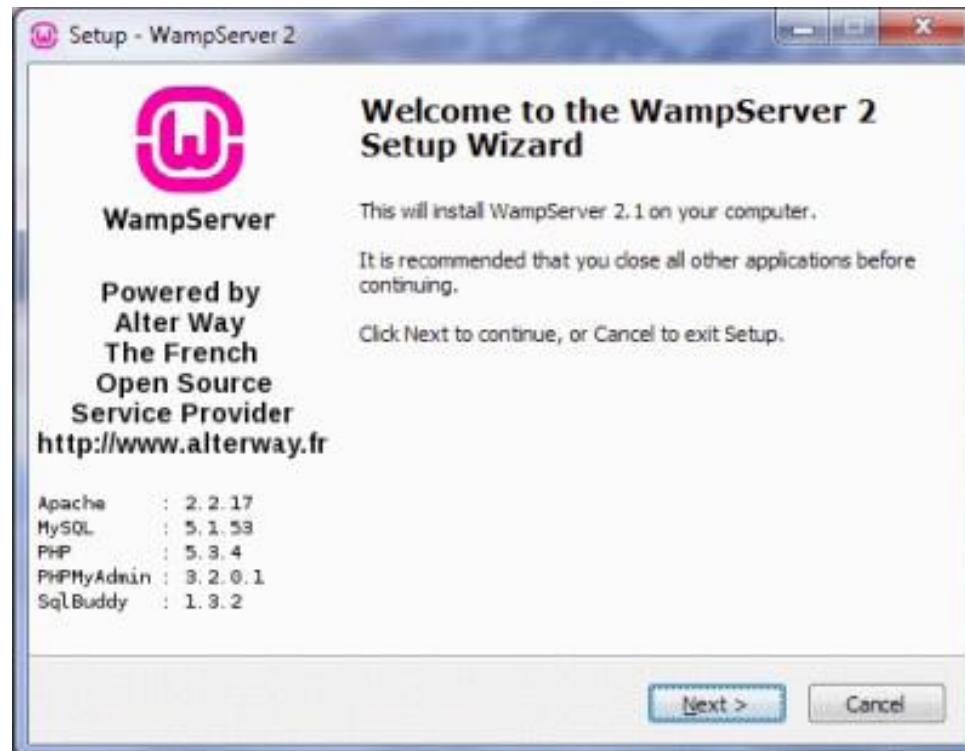 Setup - WampServer 2
WampServer
Powered by
Alter Way
The French
Open Source
Service Provider
http://www.alterway.fr
Apache : 2.2.17
MySQL : 5.1.53
PHP : 5.3.4
PHPMyAdmin : 3.2.0.1
SqlBuddy : 1.3.2
Welcome to the WampServer 2
Setup Wizard
This will install WampServer 2.1 on your computer.
It is recommended that you close all other applications before
continuing.
Click Next to continue, or Cancel to exit Setup.
Next >
Cancel